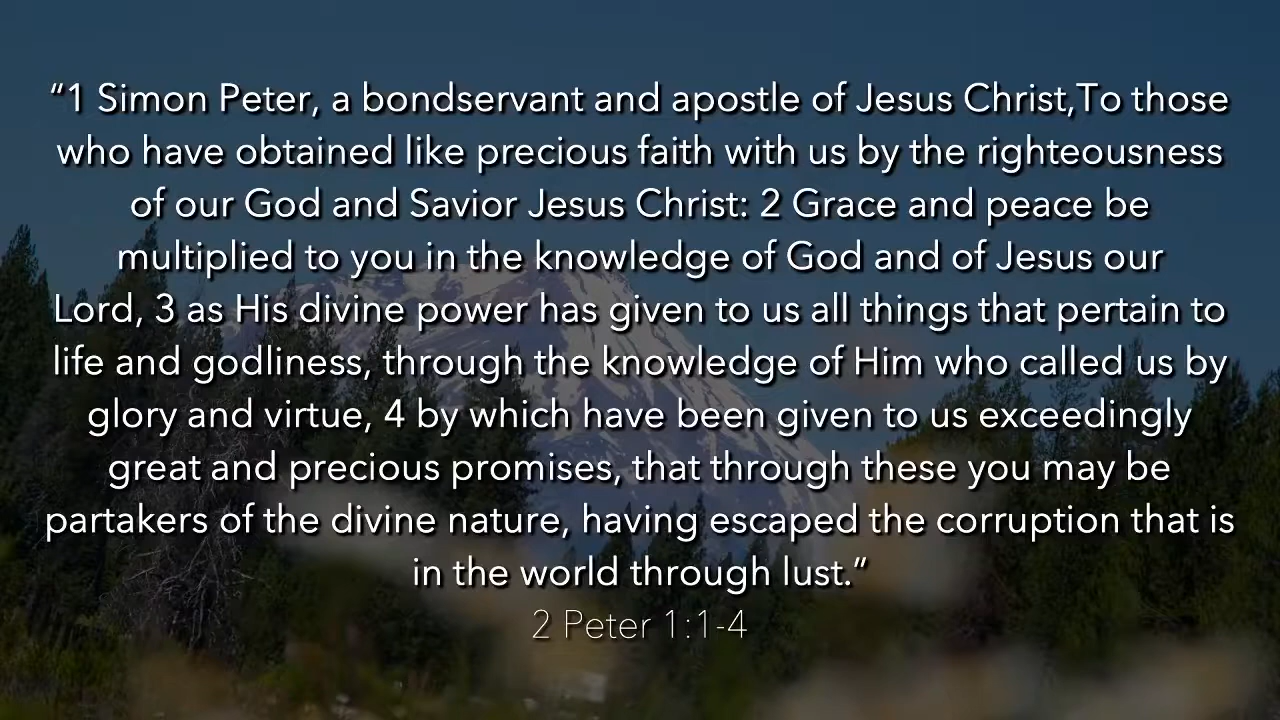 “1 Simon Peter, a bondservant and apostle of Jesus Christ,To those
who have obtained like precious faith with us by the righteousness
of our God and Savior Jesus Christ: 2 Grace and peace be
multiplied to you in the knowledge of God and of Jesus our
Lord, 3 as His divine power has given to us all things that pertain to
life and godliness, through the knowledge of Him who called us by
glory and virtue, 4 by which have been given to us exceedingly
great and precious promises, that through these you may be
partakers of the divine nature, having escaped the corruption that is
in the world through lust.”
2 Peter 1:1-4